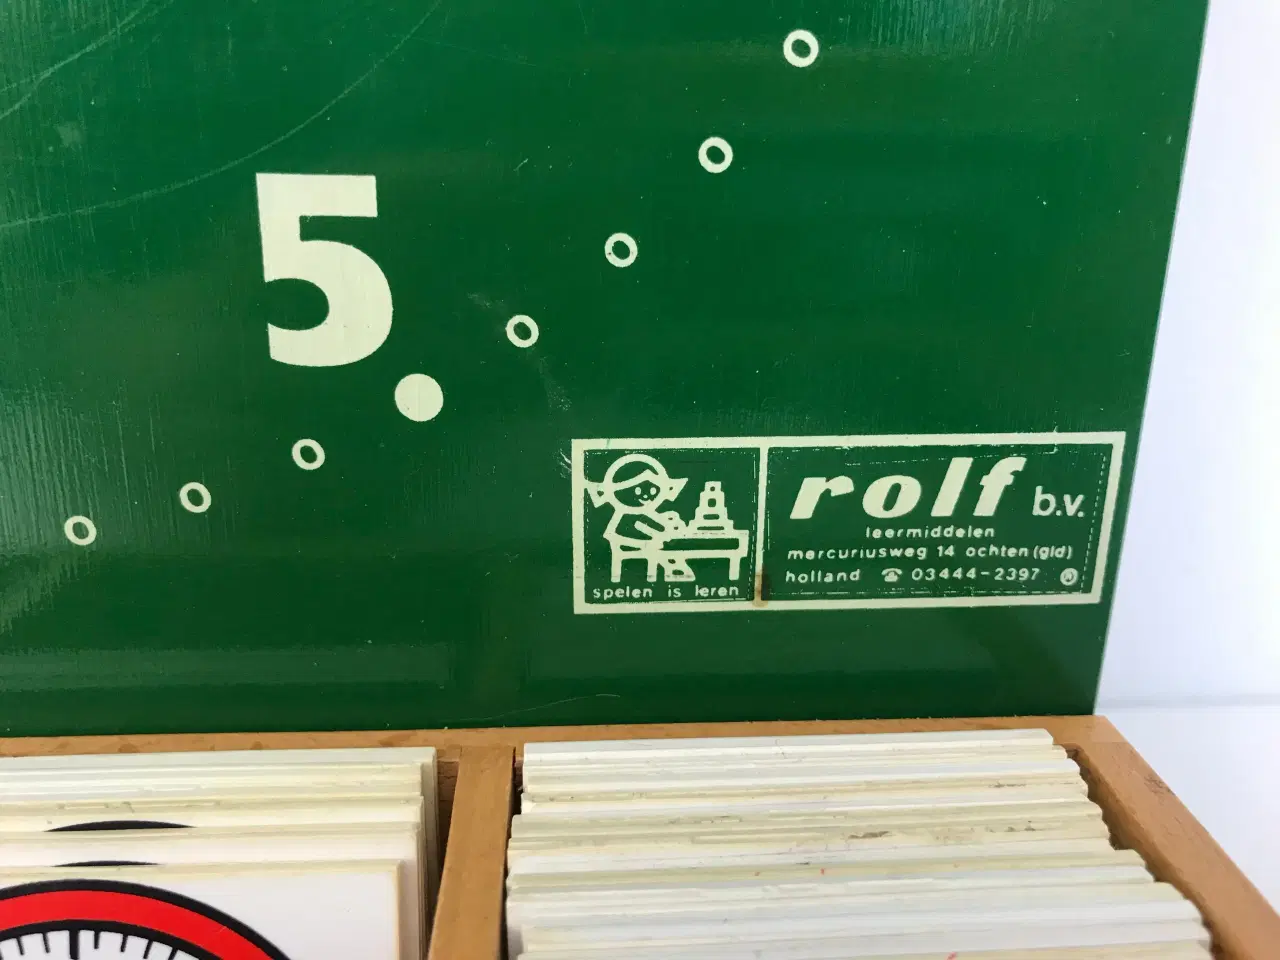 5
spelen is leren
rolf b.v.
leermiddelen
mercuriusweg 14 ochten (gld)
holland ☎ 03444-2397